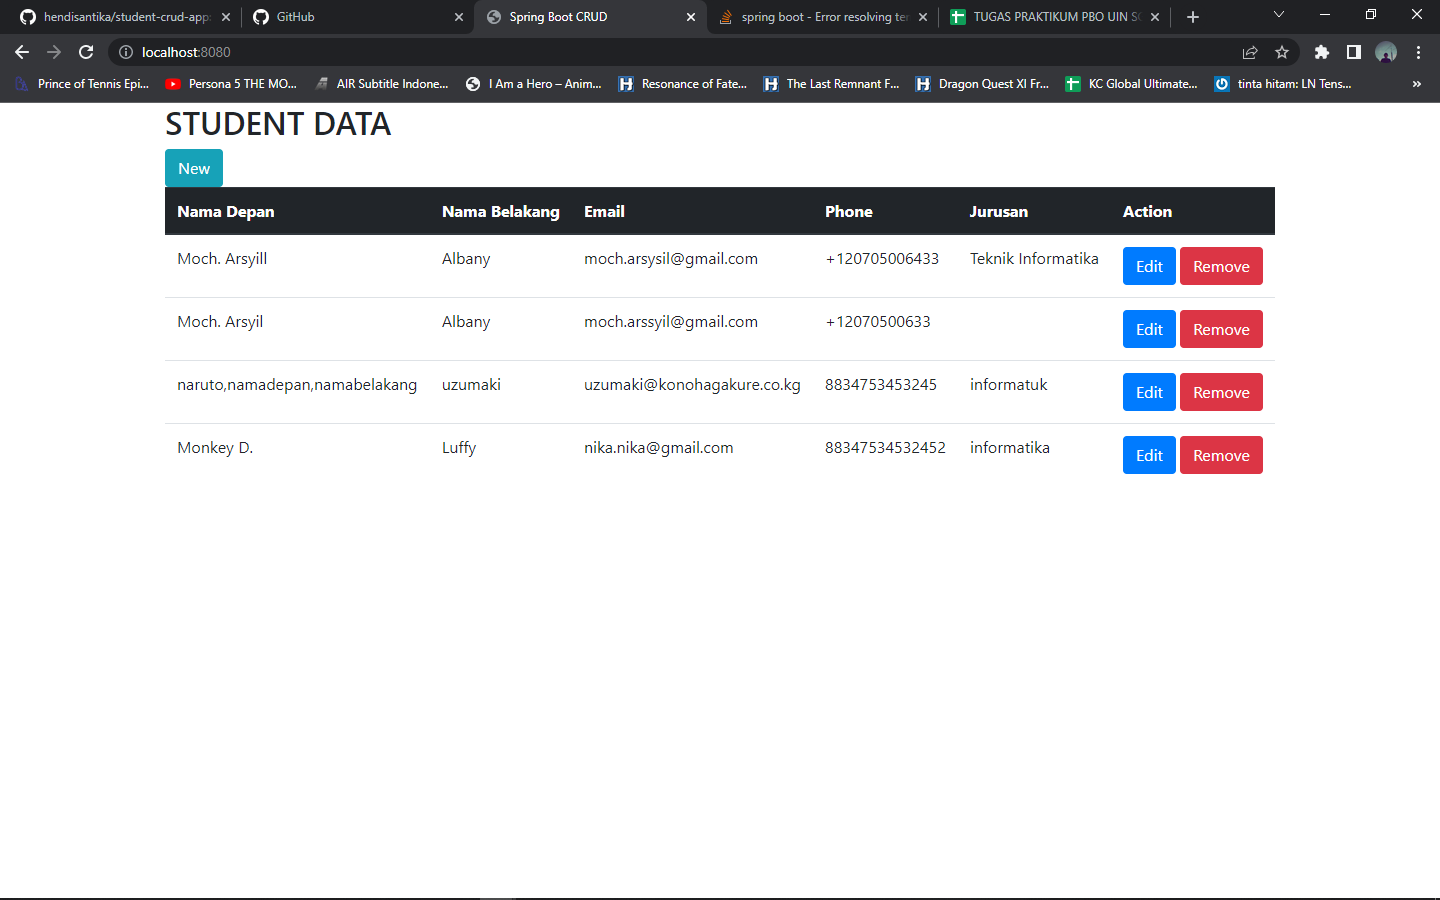 hendisantika/student-crud-app:
GitHub
Spring Boot CRUD
spring boot - Error resolving ter
TUGAS PRAKTIKUM PBO UIN SG
localhost:8080
Prince of Tennis Epi...
Persona 5 THE MO...
AIR Subtitle Indone...
I Am a Hero – Anim...
Resonance of Fate...
The Last Remnant F...
Dragon Quest XI Fr...
KC Global Ultimate...
tinta hitam: LN Tens...
STUDENT DATA
New
Nama Depan Nama Belakang Email Phone Jurusan Action
Moch. Arsyill Albany moch.arsysil@gmail.com +120705006433 Teknik Informatika Edit Remove
Moch. Arsyil Albany moch.arssyil@gmail.com +12070500633 Edit Remove
naruto,namadepan,namabelakang uzumaki uzumaki@konohagakure.co.kg 8834753453245 informatuk Edit Remove
Monkey D. Luffy nika.nika@gmail.com 88347534532452 informatika Edit Remove